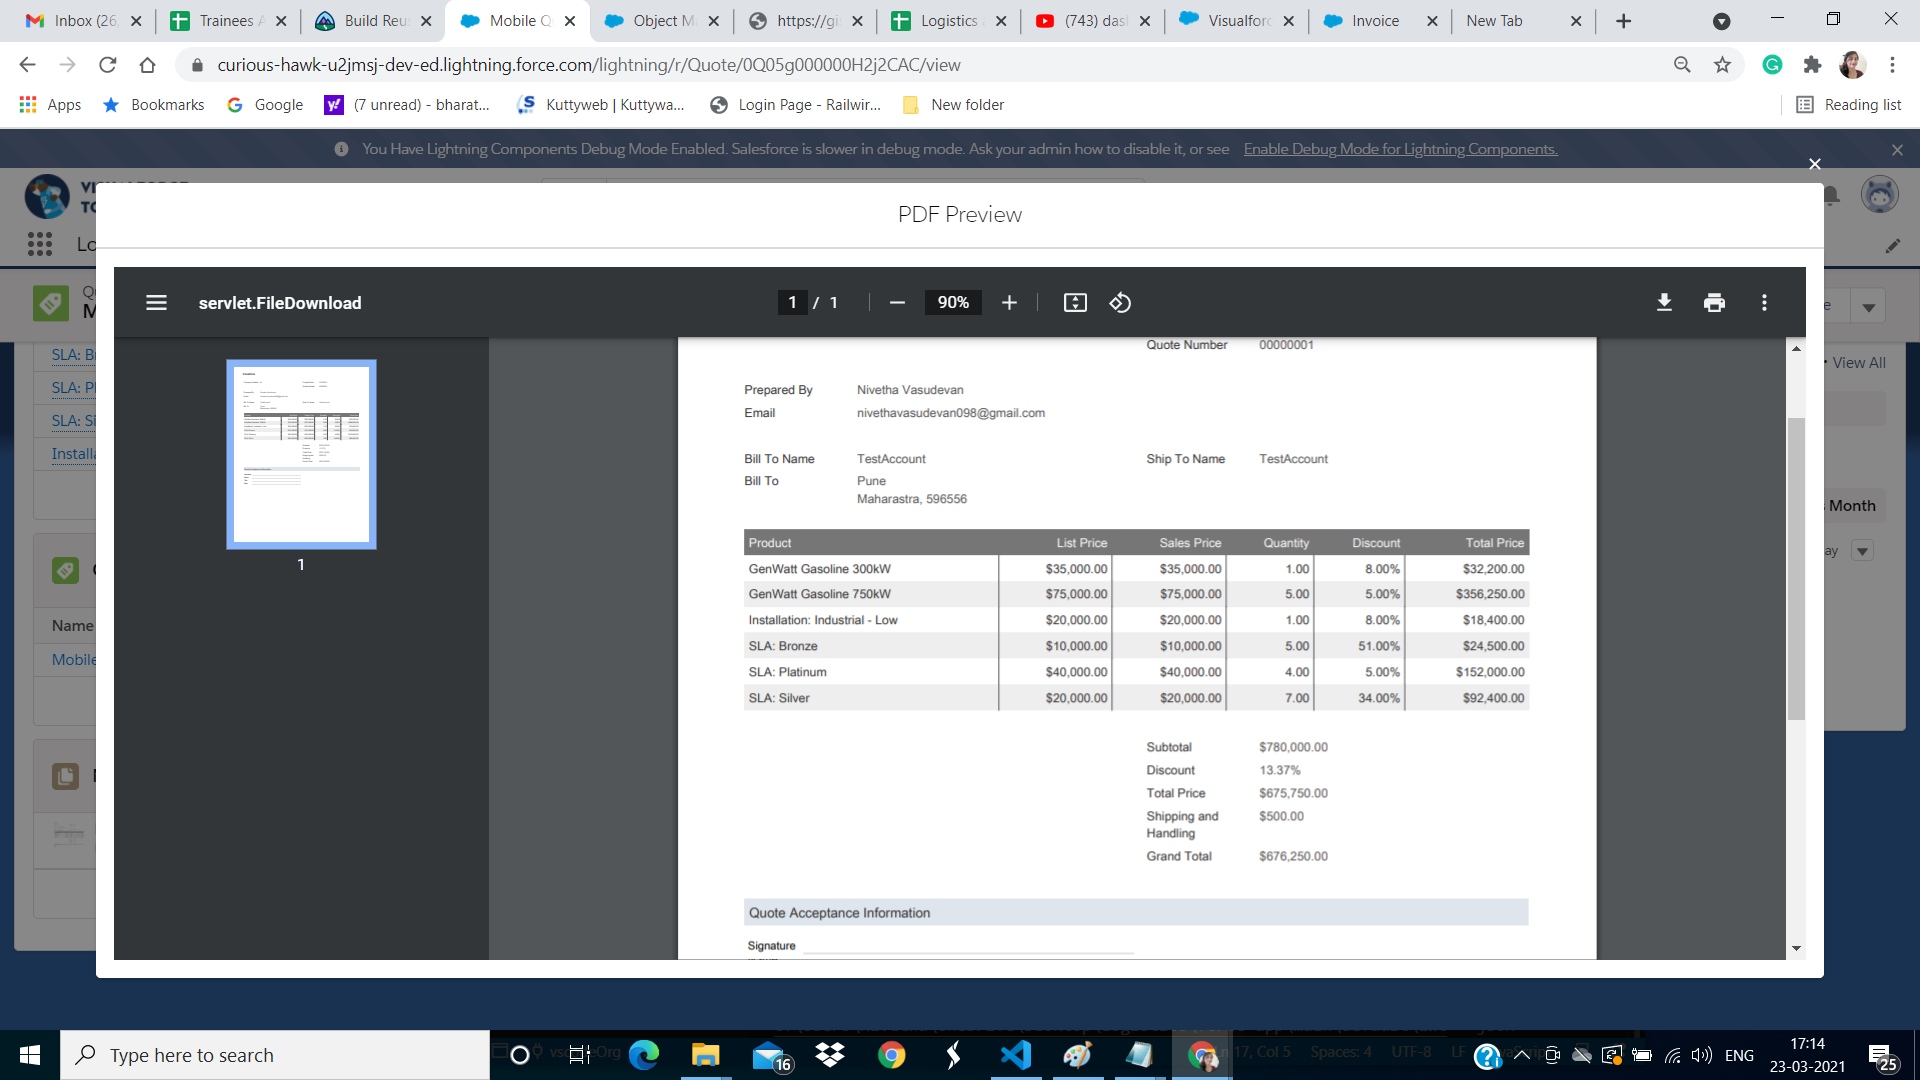 Inbox (26,
Trainees A
Build Reu
Mobile Q
Object M
https://gi
Logistics
(743) das
Visualforc
Invoice
New Tab
curious-hawk-u2jmsj-dev-ed.lightning.force.com/lightning/r/Quote/0Q05g000000H2j2CAC/view
Apps
Bookmarks
Google
(7 unread) - bharat...
Kuttyweb | Kuttywa...
Login Page - Railwir...
New folder
Reading list
You Have Lightning Components Debug Mode Enabled. Salesforce is slower in debug mode. Ask your admin how to disable it, or see Enable Debug Mode for Lightning Components.
PDF Preview
servlet.FileDownload
1 / 1
90%
1
SLA: B
SLA: P
SLA: Si
Installa
Name
Mobile
View All
Month
ay
Quote Number 00000001
Prepared By Nivetha Vasudevan
Email nivethavasudevan098@gmail.com
Bill To Name TestAccount Ship To Name TestAccount
Bill To Pune
Maharastra, 596556
Product List Price Sales Price Quantity Discount Total Price
GenWatt Gasoline 300kW $35,000.00 $35,000.00 1.00 8.00% $32,200.00
GenWatt Gasoline 750kW $75,000.00 $75,000.00 5.00 5.00% $356,250.00
Installation: Industrial - Low $20,000.00 $20,000.00 1.00 8.00% $18,400.00
SLA: Bronze $10,000.00 $10,000.00 5.00 51.00% $24,500.00
SLA: Platinum $40,000.00 $40,000.00 4.00 5.00% $152,000.00
SLA: Silver $20,000.00 $20,000.00 7.00 34.00% $92,400.00
Subtotal $780,000.00
Discount 13.37%
Total Price $675,750.00
Shipping and $500.00
Handling
Grand Total $676,250.00
Quote Acceptance Information
Signature
Type here to search
16
17, Col 5 Spaces: 4 UTF-8 LF
ENG
17:14
23-03-2021
25